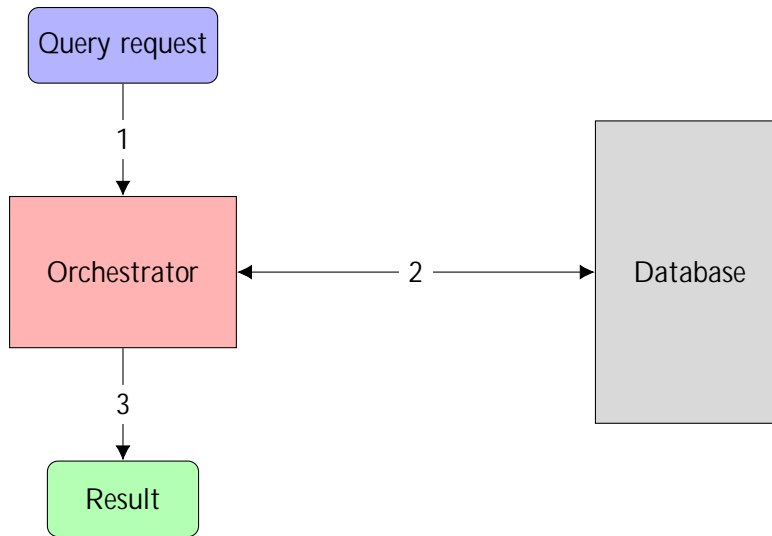 Query request
1
Orchestrator
2
Database
3
Result